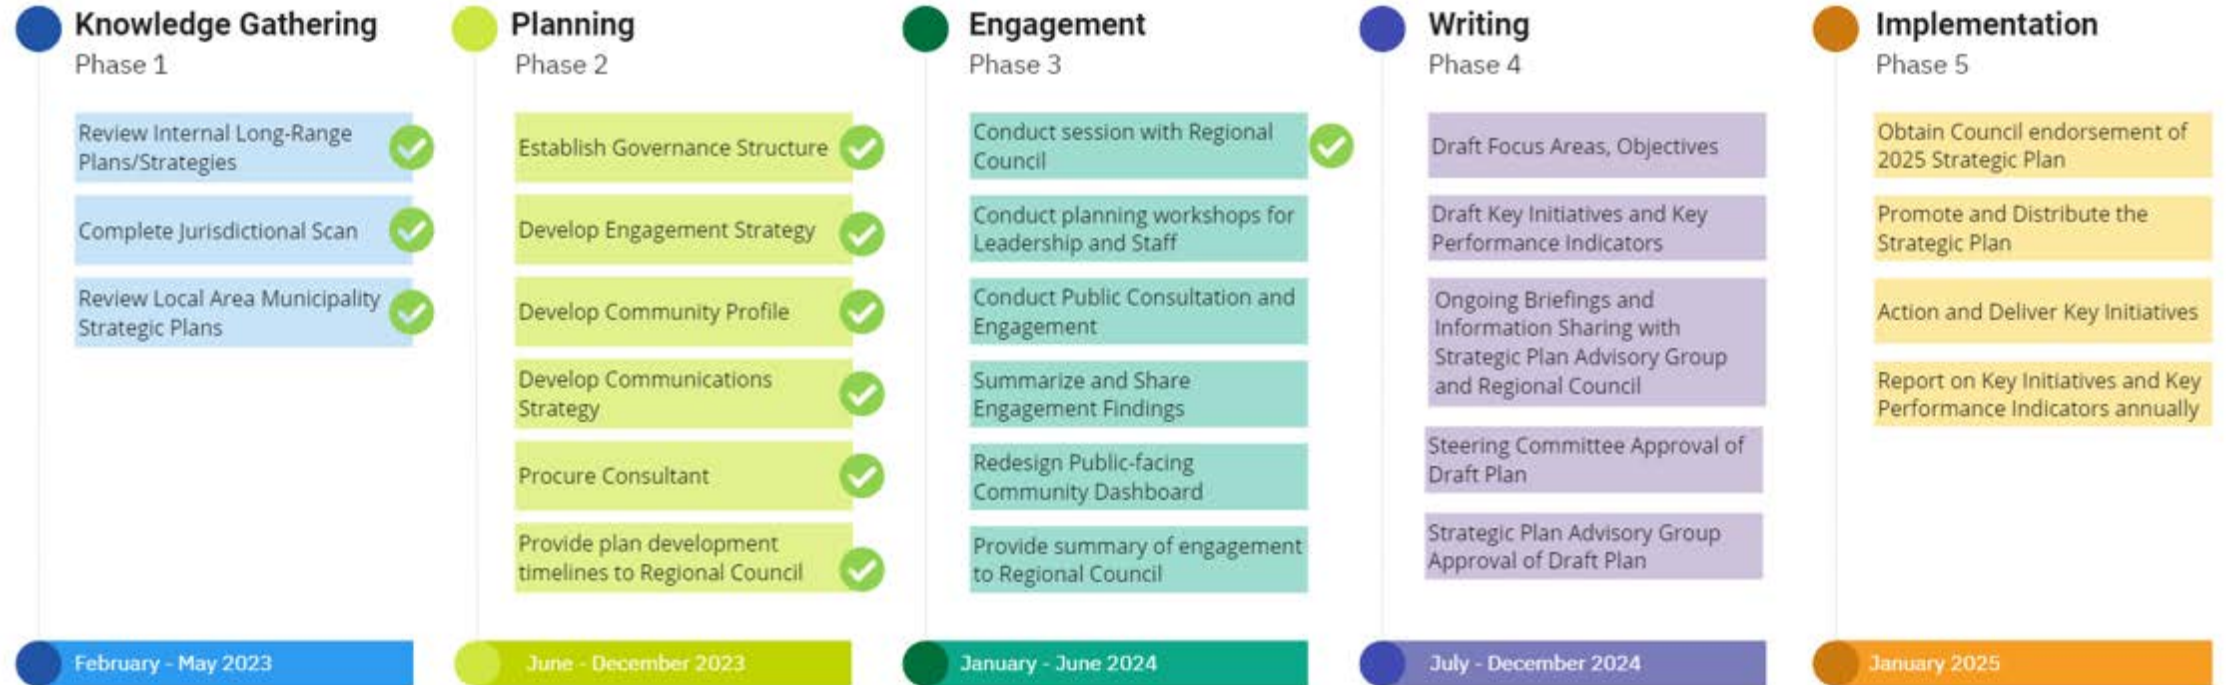 Knowledge Gathering
Phase 1
Review Internal Long-Range
Plans/Strategies
Complete Jurisdictional Scan
Review Local Area Municipality
Strategic Plans
February - May 2023
Planning
Phase 2
Establish Governance Structure
Develop Engagement Strategy
Develop Community Profile
Develop Communications
Strategy
Procure Consultant
Provide plan development
timelines to Regional Council
June - December 2023
Engagement
Phase 3
Conduct session with Regional
Council
Conduct planning workshops for
Leadership and Staff
Conduct Public Consultation and
Engagement
Summarize and Share
Engagement Findings
Redesign Public-facing
Community Dashboard
Provide summary of engagement
to Regional Council
January - June 2024
Writing
Phase 4
Draft Focus Areas, Objectives
Draft Key Initiatives and Key
Performance Indicators
Ongoing Briefings and
Information Sharing with
Strategic Plan Advisory Group
and Regional Council
Steering Committee Approval of
Draft Plan
Strategic Plan Advisory Group
Approval of Draft Plan
July - December 2024
Implementation
Phase 5
Obtain Council endorsement of
2025 Strategic Plan
Promote and Distribute the
Strategic Plan
Action and Deliver Key Initiatives
Report on Key Initiatives and Key
Performance Indicators annually
January 2025